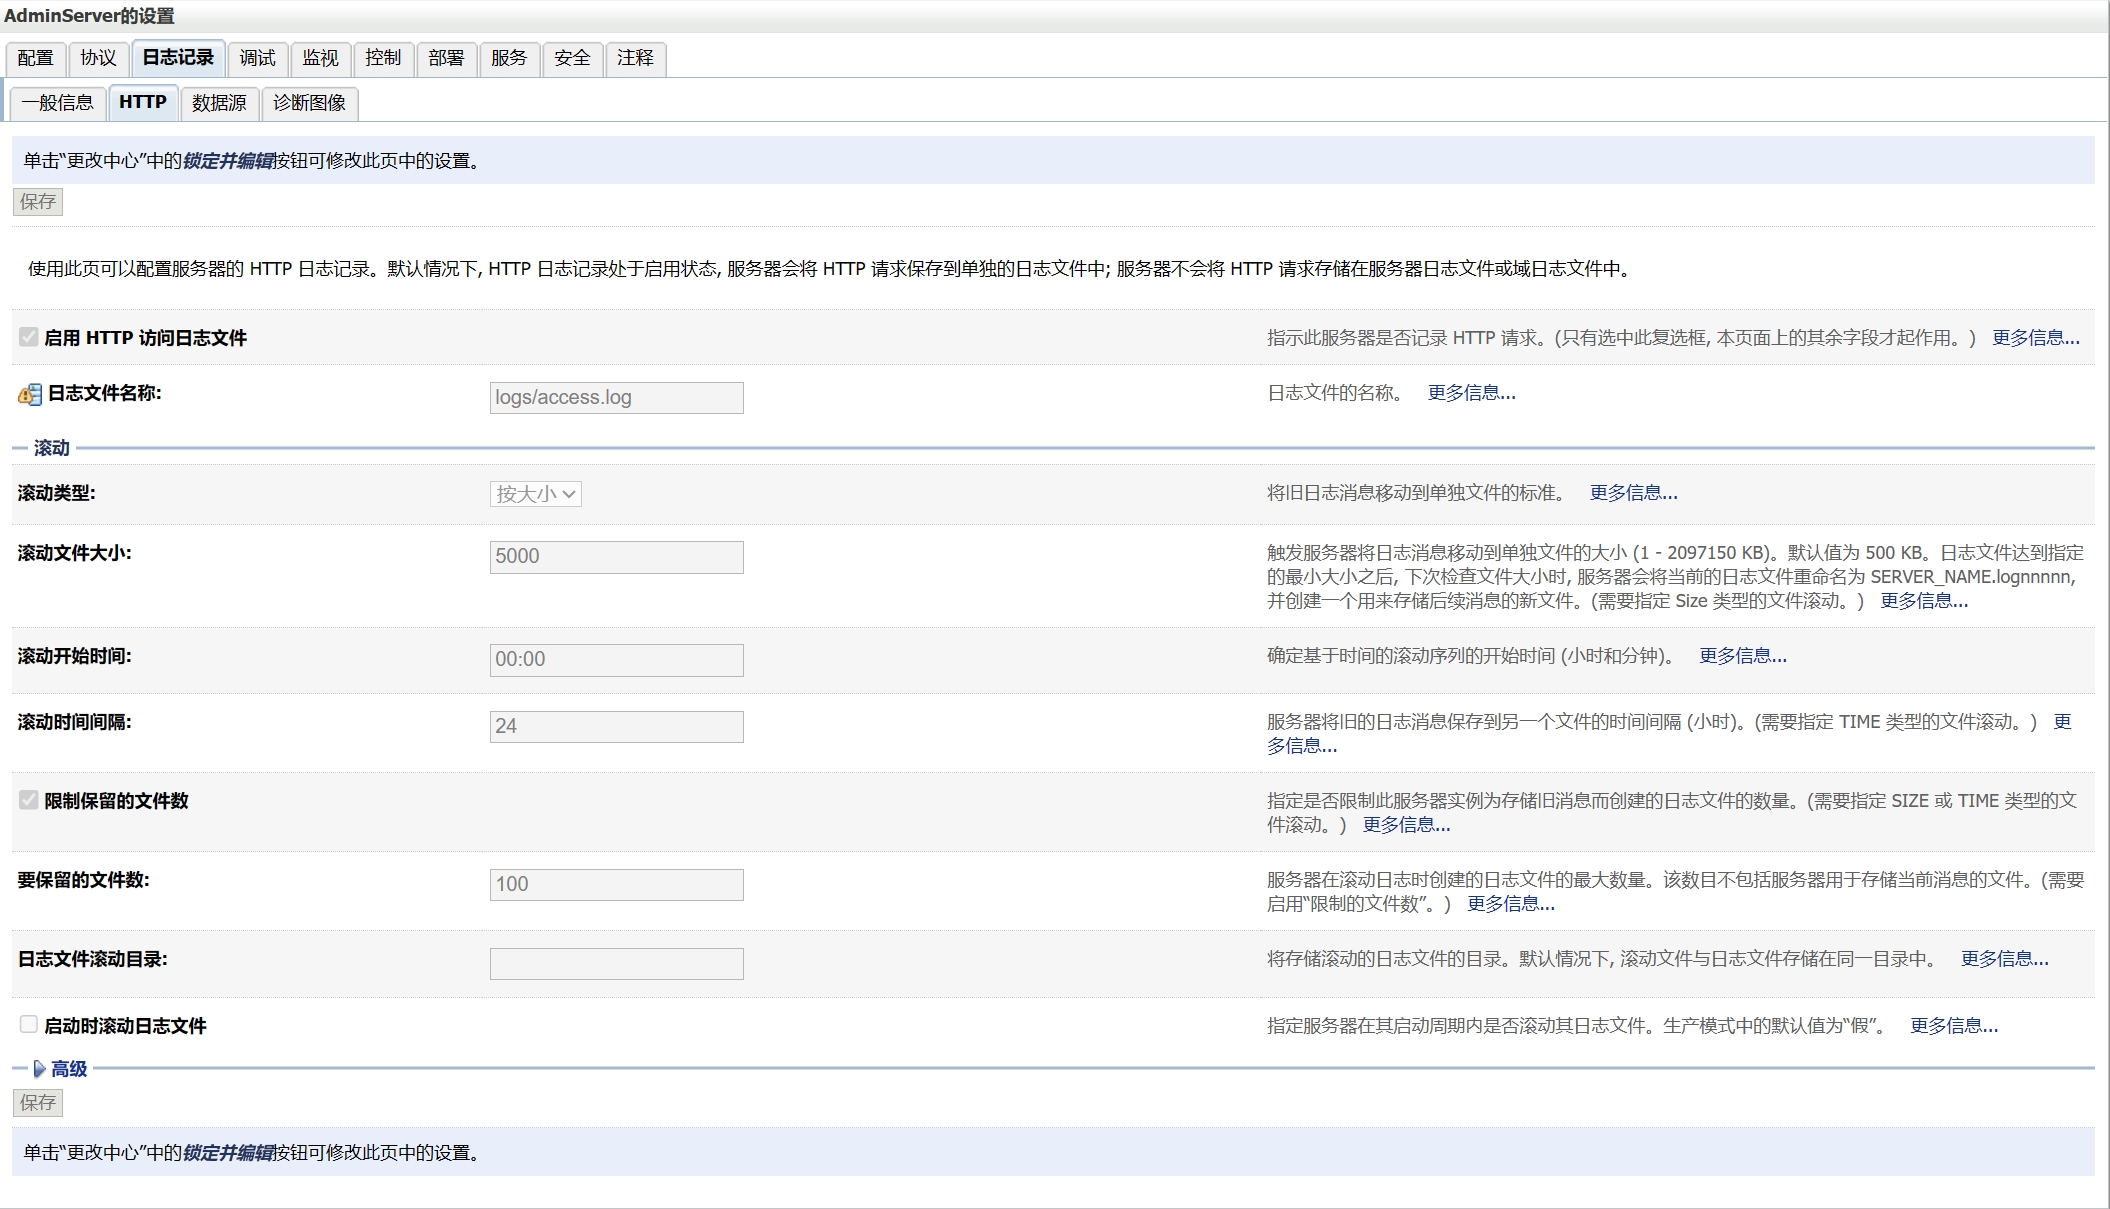 AdminServer的设置
配置 协议 日志记录 调试 监视 控制 部署 服务 安全 注释
一般信息 HTTP 数据源 诊断图像
单击“更改中心”中的锁定并编辑按钮可修改此页中的设置。
保存
使用此页可以配置服务器的 HTTP 日志记录。默认情况下, HTTP 日志记录处于启用状态, 服务器会将 HTTP 请求保存到单独的日志文件中; 服务器不会将 HTTP 请求存储在服务器日志文件或域日志文件中。
启用 HTTP 访问日志文件
指示此服务器是否记录 HTTP 请求。(只有选中此复选框, 本页面上的其余字段才起作用。) 更多信息...
日志文件名称:
logs/access.log
日志文件的名称。 更多信息...
滚动
滚动类型:
按大小
将旧日志消息移动到单独文件的标准。 更多信息...
滚动文件大小:
5000
触发服务器将日志消息移动到单独文件的大小 (1 - 2097150 KB)。默认值为 500 KB。日志文件达到指定
的最小大小之后, 下次检查文件大小时, 服务器会将当前的日志文件重命名为 SERVER_NAME.lognnnnn,
并创建一个用来存储后续消息的新文件。(需要指定 Size 类型的文件滚动。) 更多信息...
滚动开始时间:
00:00
确定基于时间的滚动序列的开始时间 (小时和分钟)。 更多信息...
滚动时间间隔:
24
服务器将旧的日志消息保存到另一个文件的时间间隔 (小时)。(需要指定 TIME 类型的文件滚动。) 更
多信息...
限制保留的文件数
指定是否限制此服务器实例为存储旧消息而创建的日志文件的数量。(需要指定 SIZE 或 TIME 类型的文
件滚动。) 更多信息...
要保留的文件数:
100
服务器在滚动日志时创建的日志文件的最大数量。该数目不包括服务器用于存储当前消息的文件。(需要
启用“限制的文件数”。) 更多信息...
日志文件滚动目录:
将存储滚动的日志文件的目录。默认情况下, 滚动文件与日志文件存储在同一目录中。 更多信息...
启动时滚动日志文件
指定服务器在其启动周期内是否滚动其日志文件。生产模式中的默认值为“假”。 更多信息...
高级
保存
单击“更改中心”中的锁定并编辑按钮可修改此页中的设置。